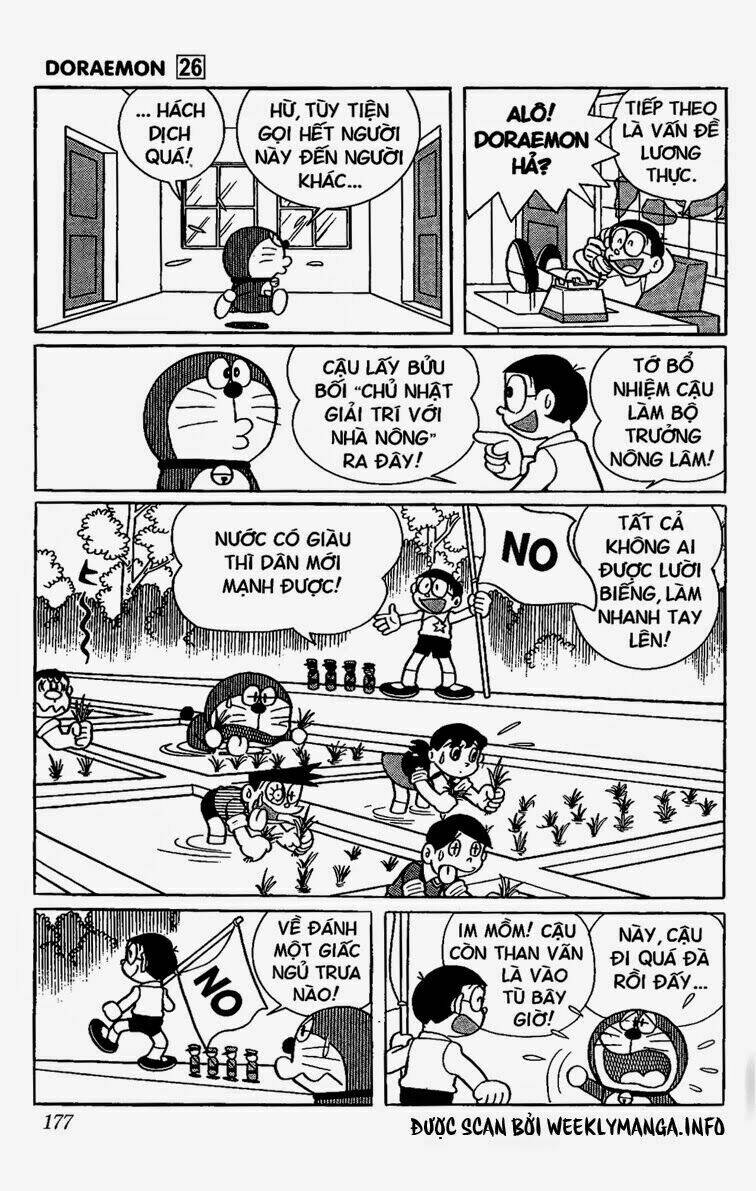 DORAEMON 26
TIẾP THEO
LÀ VẤN ĐỀ
LƯƠNG
THỰC.
ALÔ!
DORAEMON
HẢ?
HỪ, TÙY TIỆN
GỌI HẾT NGƯỜI
NÀY ĐẾN NGƯỜI
KHÁC...
... HÁCH
DỊCH
QUÁ!
TỚ BỔ
NHIỆM CẬU
LÀM BỘ
TRƯỞNG
NÔNG LÂM!
CẬU LẤY BỬU
BỐI "CHỦ NHẬT
GIẢI TRÍ VỚI
NHÀ NÔNG"
RA ĐÂY!
TẤT CẢ
KHÔNG AI
ĐƯỢC LƯỜI
BIẾNG, LÀM
NHANH TAY
LÊN!
NO
NƯỚC CÓ GIÀU
THÌ DÂN MỚI
MẠNH ĐƯỢC!
NÀY, CẬU
ĐI QUÁ ĐÀ
RỒI ĐẤY...
IM MỒM! CẬU
CÒN THAN VÃN
LÀ VÀO
TÙ BÂY
GIỜ!
VỀ ĐÁNH
MỘT GIẤC
NGỦ TRƯA
NÀO!
NO
177
ĐƯỢC SCAN BỞI WEEKLYMANGA.INFO